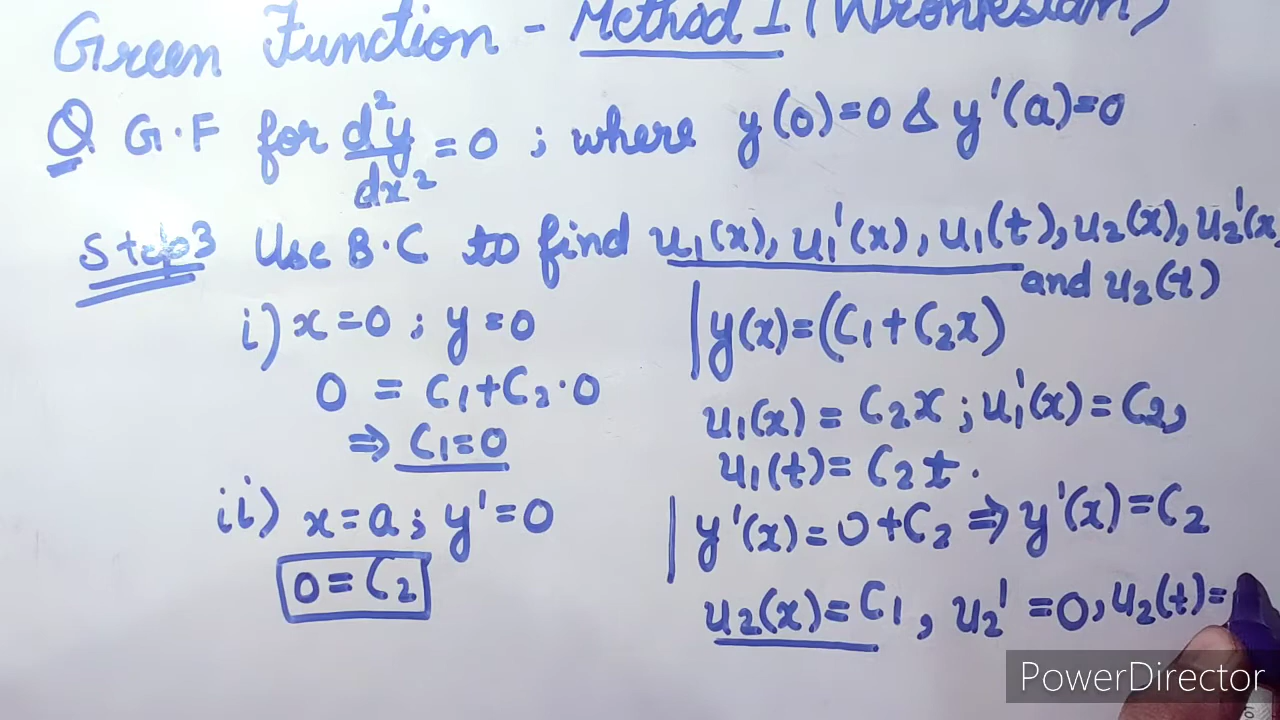 Green Function - Method 1 (Wronkesian)
Q G.F for d²y/dx² = 0 ; where y(0)=0 & y'(a)=0
Step3 Use B.C to find u₁(x), u₁'(x), u₁(t), u₂(x), u₂'(x,
and u₂(t)
i) x=0 ; y=0
y(x)=(C₁+C₂x)
0 = C₁+C₂·0
u₁(x) = C₂x ; u₁'(x) = C₂,
⇒ C₁=0
u₁(t)= C₂t.
ii) x=a ; y'=0
y'(x)= 0+C₂ ⇒ y'(x)=C₂
0=C₂
u₂(x)= C₁, u₂' =0, u₂(t)=
PowerDirector